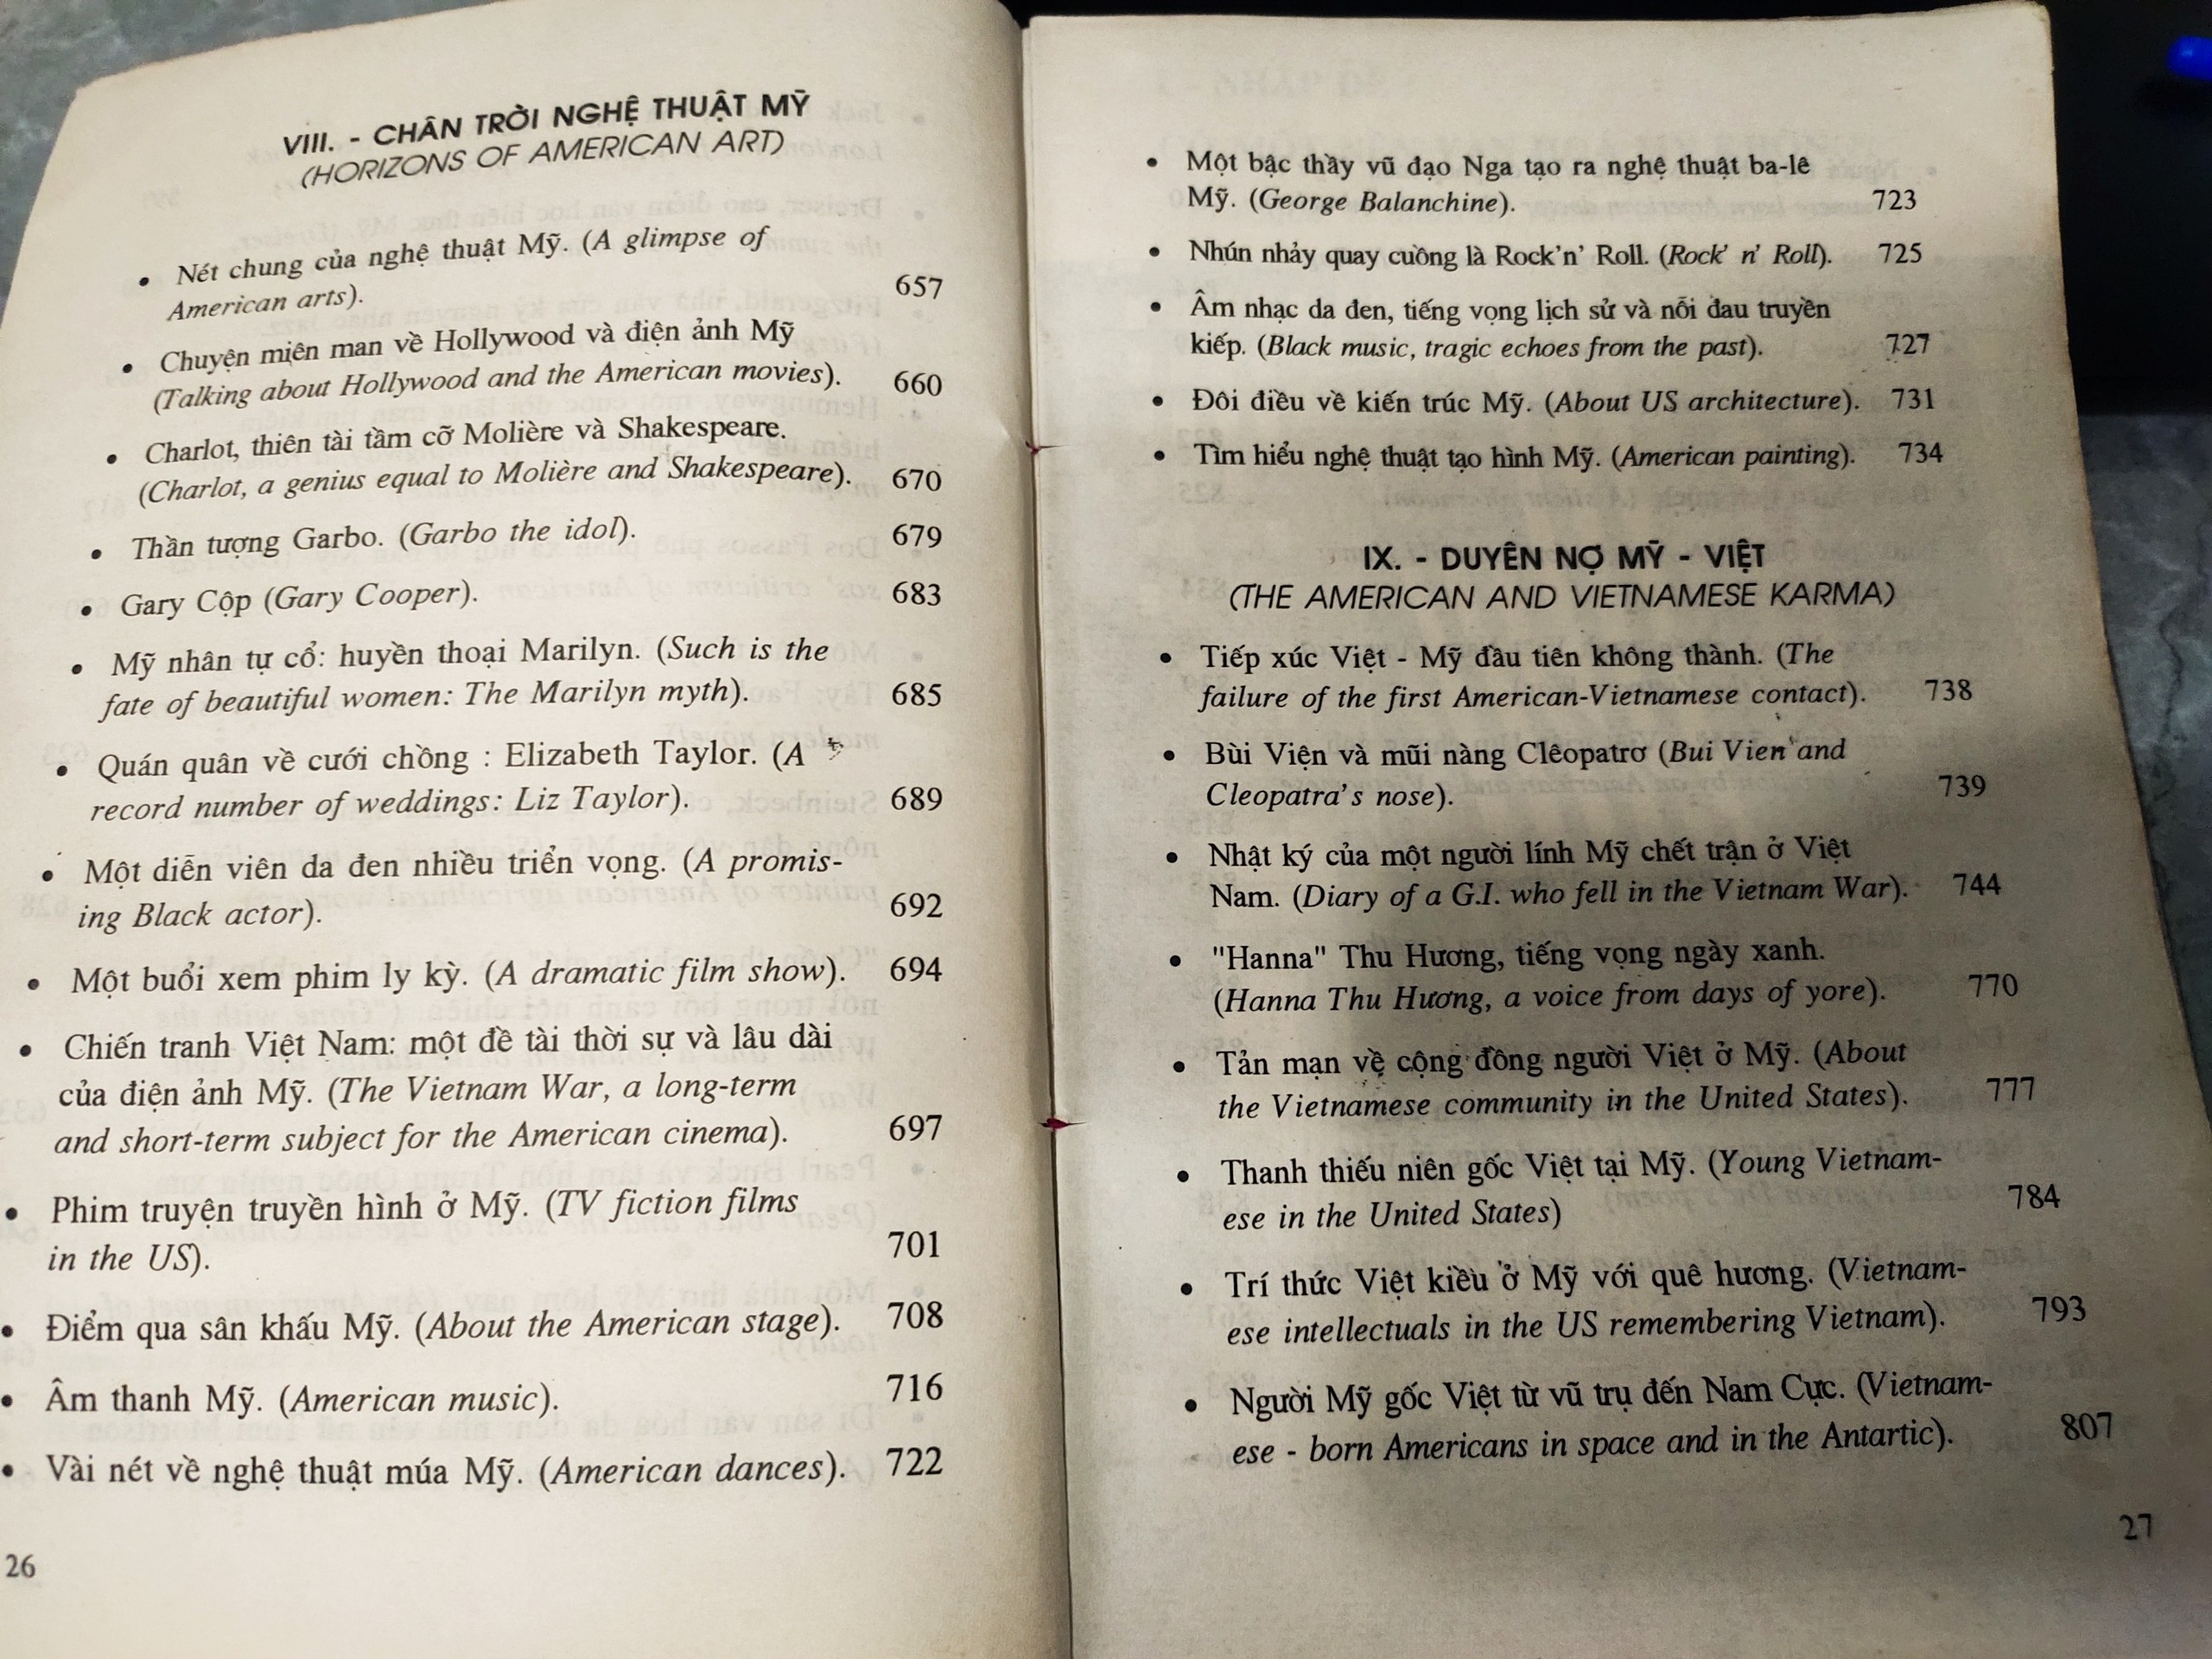 VIII. - CHÂN TRỜI NGHỆ THUẬT MỸ
(HORIZONS OF AMERICAN ART)
• Nét chung của nghệ thuật Mỹ. (A glimpse of
American arts). 657
• Chuyện miên man về Hollywood và điện ảnh Mỹ
(Talking about Hollywood and the American movies). 660
• Charlot, thiên tài tầm cỡ Molière và Shakespeare.
(Charlot, a genius equal to Molière and Shakespeare). 670
• Thần tượng Garbo. (Garbo the idol). 679
• Gary Cộp (Gary Cooper). 683
• Mỹ nhân tự cổ: huyền thoại Marilyn. (Such is the
fate of beautiful women: The Marilyn myth). 685
• Quán quân về cưới chồng : Elizabeth Taylor. (A
record number of weddings: Liz Taylor). 689
• Một diễn viên da đen nhiều triển vọng. (A promis-
ing Black actor). 692
• Một buổi xem phim ly kỳ. (A dramatic film show). 694
• Chiến tranh Việt Nam: một đề tài thời sự và lâu dài
của điện ảnh Mỹ. (The Vietnam War, a long-term
and short-term subject for the American cinema). 697
• Phim truyện truyền hình ở Mỹ. (TV fiction films
in the US). 701
• Điểm qua sân khấu Mỹ. (About the American stage). 708
• Âm thanh Mỹ. (American music). 716
• Vài nét về nghệ thuật múa Mỹ. (American dances). 722
26
• Một bậc thầy vũ đạo Nga tạo ra nghệ thuật ba-lê
Mỹ. (George Balanchine). 723
• Nhún nhảy quay cuồng là Rock'n' Roll. (Rock' n' Roll). 725
• Âm nhạc da đen, tiếng vọng lịch sử và nỗi đau truyền
kiếp. (Black music, tragic echoes from the past). 727
• Đôi điều về kiến trúc Mỹ. (About US architecture). 731
• Tìm hiểu nghệ thuật tạo hình Mỹ. (American painting). 734
IX. - DUYÊN NỢ MỸ - VIỆT
(THE AMERICAN AND VIETNAMESE KARMA)
• Tiếp xúc Việt - Mỹ đầu tiên không thành. (The
failure of the first American-Vietnamese contact). 738
• Bùi Viện và mũi nàng Clêopatrơ (Bui Vien and
Cleopatra's nose). 739
• Nhật ký của một người lính Mỹ chết trận ở Việt
Nam. (Diary of a G.I. who fell in the Vietnam War). 744
• "Hanna" Thu Hương, tiếng vọng ngày xanh.
(Hanna Thu Hương, a voice from days of yore). 770
• Tản mạn về cộng đồng người Việt ở Mỹ. (About
the Vietnamese community in the United States). 777
• Thanh thiếu niên gốc Việt tại Mỹ. (Young Vietnam-
ese in the United States) 784
• Trí thức Việt kiều ở Mỹ với quê hương. (Vietnam-
ese intellectuals in the US remembering Vietnam). 793
• Người Mỹ gốc Việt từ vũ trụ đến Nam Cực. (Vietnam-
ese - born Americans in space and in the Antartic). 807
27